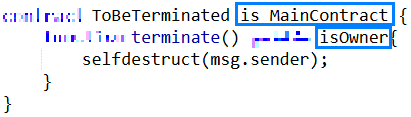 ToBeTerminated is MainContract {
terminate() isOwner{
selfdestruct(msg.sender);
}
}